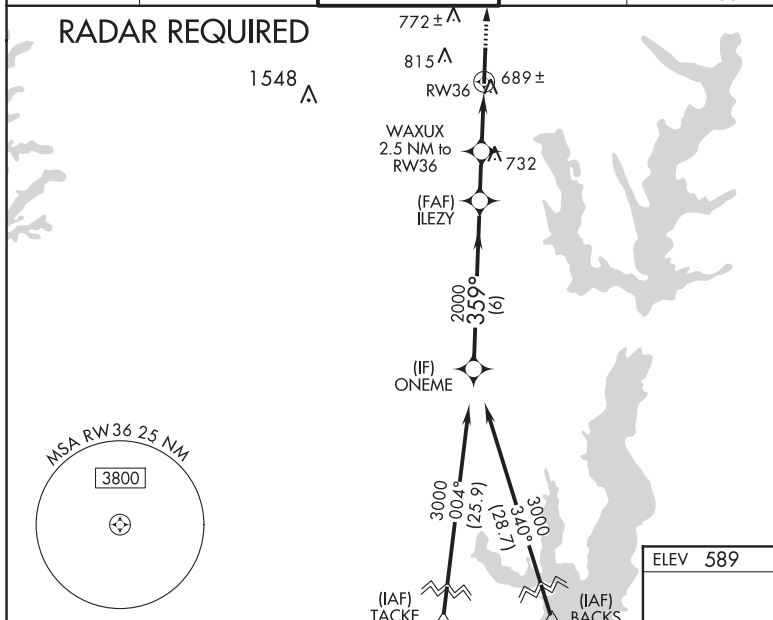 772±
RADAR REQUIRED
815
1548
RW36
689±
WAXUX
2.5 NM to
RW36
732
(FAF)
ILEZY
2000
359°
(6)
(IF)
ONEME
MSA RW36 25 NM
3800
3000
004°
(25.9)
3000
340°
(28.7)
ELEV 589
(IAF)
TACKE
(IAF)
BACKS